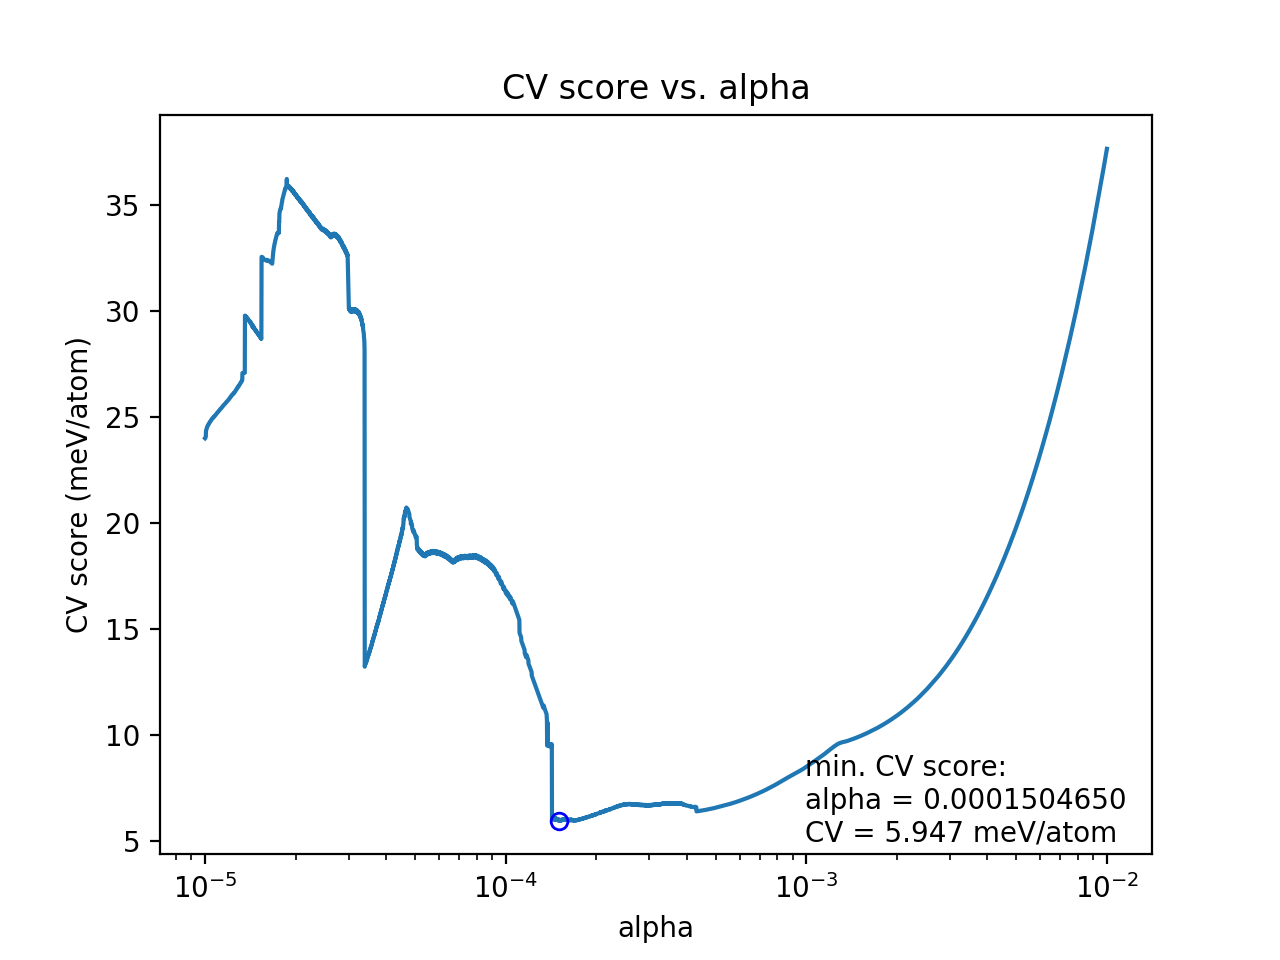 CV score vs. alpha
CV score (meV/atom)
35
30
25
20
15
10
5
min. CV score:
alpha = 0.0001504650
CV = 5.947 meV/atom
10⁻⁵
10⁻⁴
10⁻³
10⁻²
alpha